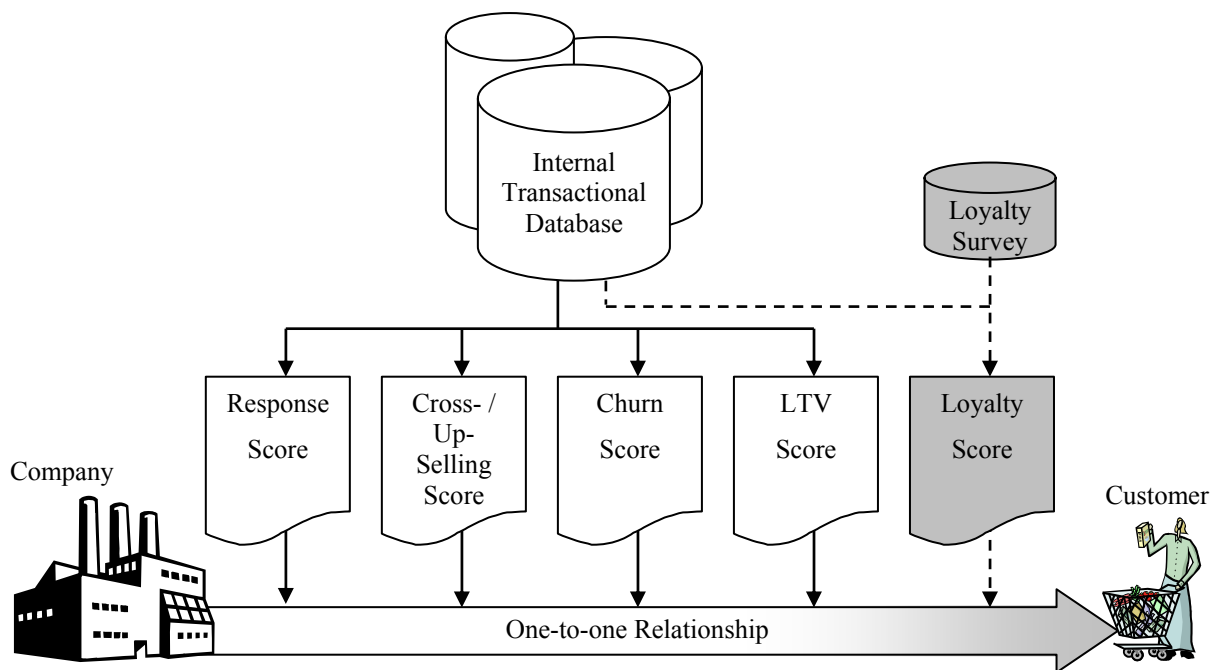 Internal
Transactional
Database
Loyalty
Survey
Response
Score
Cross- /
Up-
Selling
Score
Churn
Score
LTV
Score
Loyalty
Score
Company
Customer
One-to-one Relationship